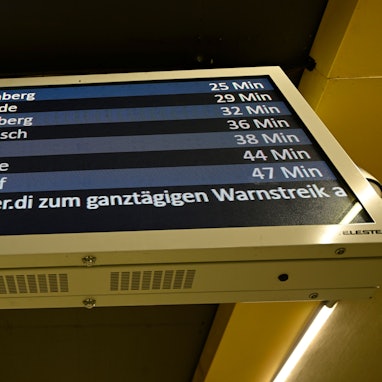 berg 25 Min
de 29 Min
berg 32 Min
sch 36 Min
38 Min
e 44 Min
f 47 Min
er.di zum ganztägigen Warnstreik a
ELESTE